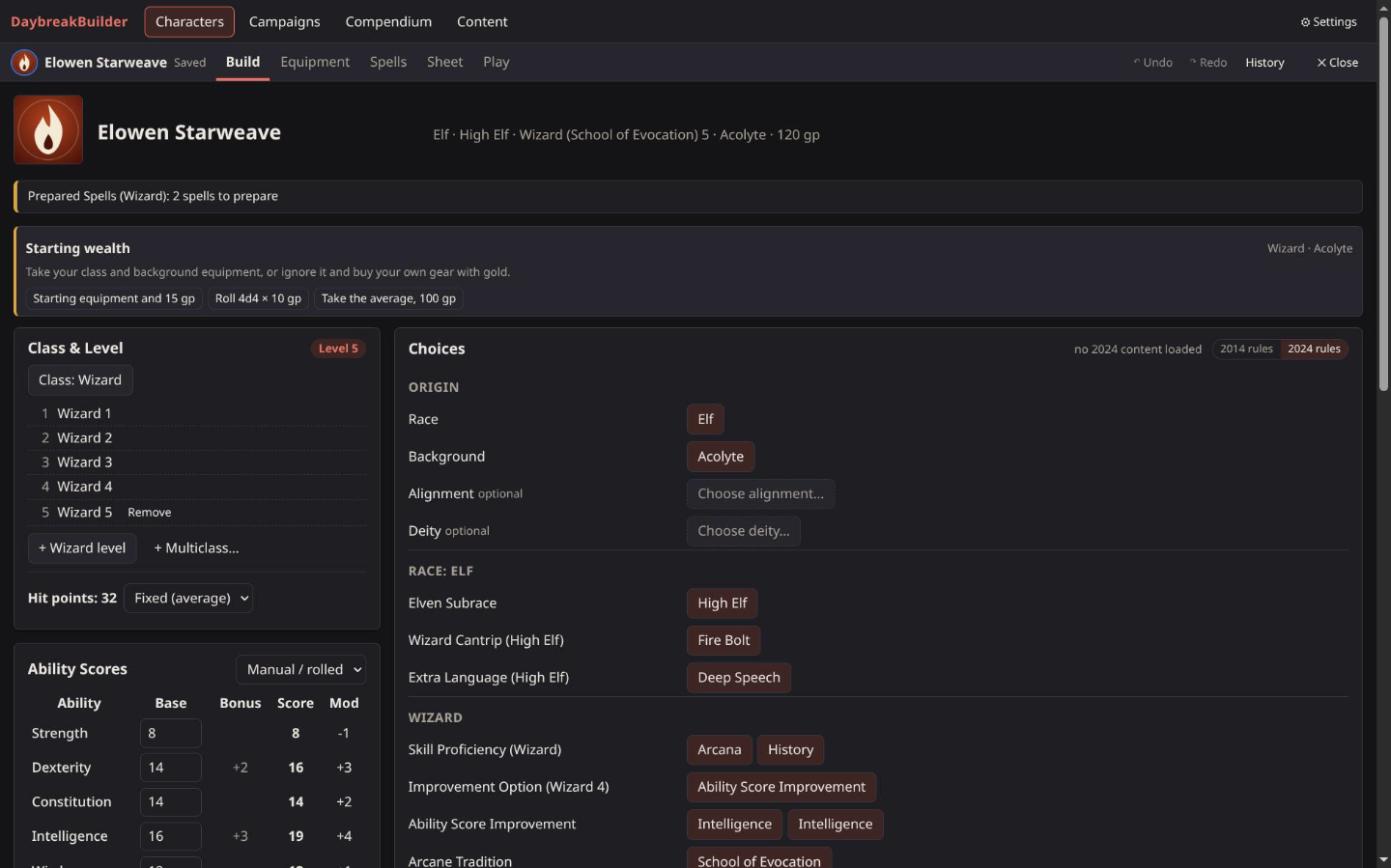 DaybreakBuilder Characters Campaigns Compendium Content ⚙ Settings
Elowen Starweave Saved Build Equipment Spells Sheet Play ↶ Undo ↷ Redo History ✕ Close
Elowen Starweave Elf · High Elf · Wizard (School of Evocation) 5 · Acolyte · 120 gp
Prepared Spells (Wizard): 2 spells to prepare
Starting wealth Wizard · Acolyte
Take your class and background equipment, or ignore it and buy your own gear with gold.
Starting equipment and 15 gp Roll 4d4 × 10 gp Take the average, 100 gp
Class & Level Level 5
Class: Wizard
1 Wizard 1
2 Wizard 2
3 Wizard 3
4 Wizard 4
5 Wizard 5 Remove
+ Wizard level + Multiclass...
Hit points: 32 Fixed (average)
Ability Scores Manual / rolled
Ability Base Bonus Score Mod
Strength 8 8 -1
Dexterity 14 +2 16 +3
Constitution 14 14 +2
Intelligence 16 +3 19 +4
Choices no 2024 content loaded 2014 rules 2024 rules
ORIGIN
Race Elf
Background Acolyte
Alignment optional Choose alignment...
Deity optional Choose deity...
RACE: ELF
Elven Subrace High Elf
Wizard Cantrip (High Elf) Fire Bolt
Extra Language (High Elf) Deep Speech
WIZARD
Skill Proficiency (Wizard) Arcana History
Improvement Option (Wizard 4) Ability Score Improvement
Ability Score Improvement Intelligence Intelligence
Arcane Tradition School of Evocation